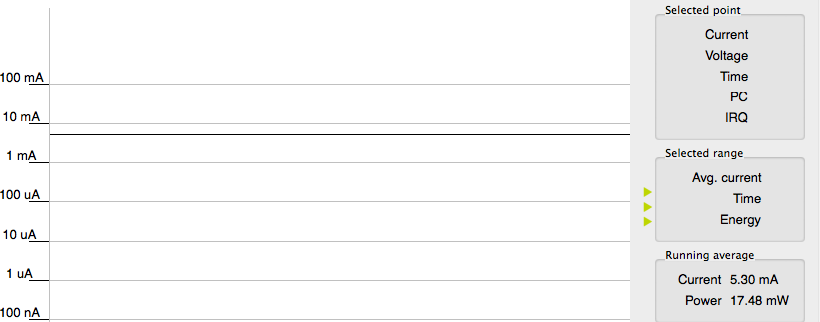 100 mA
10 mA
1 mA
100 uA
10 uA
1 uA
100 nA
Selected point
Current
Voltage
Time
PC
IRQ
Selected range
Avg. current
Time
Energy
Running average
Current 5.30 mA
Power 17.48 mW